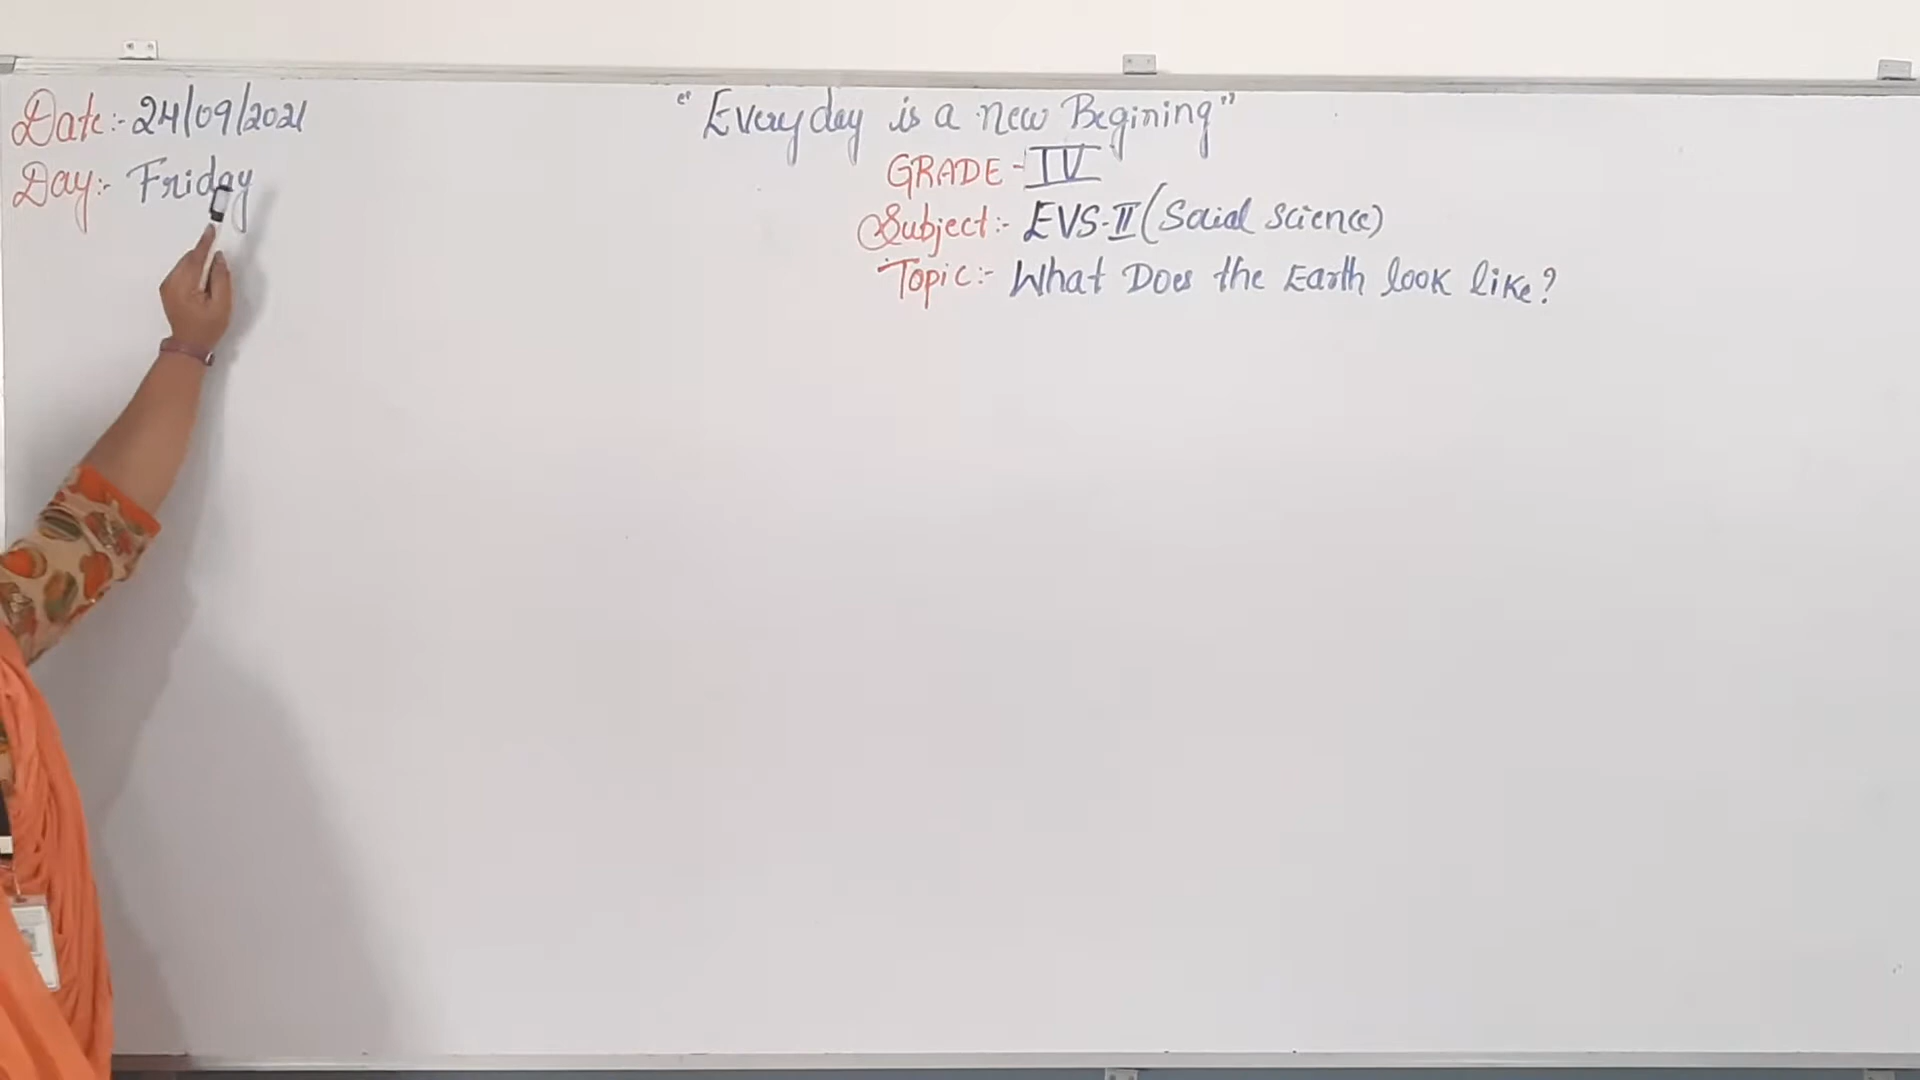 Date:- 24/09/2021
Day:- Friday
"Everyday is a new Begining"
GRADE - IV
Subject:- EVS-II (Social Science)
Topic:- What Does the Earth look like?